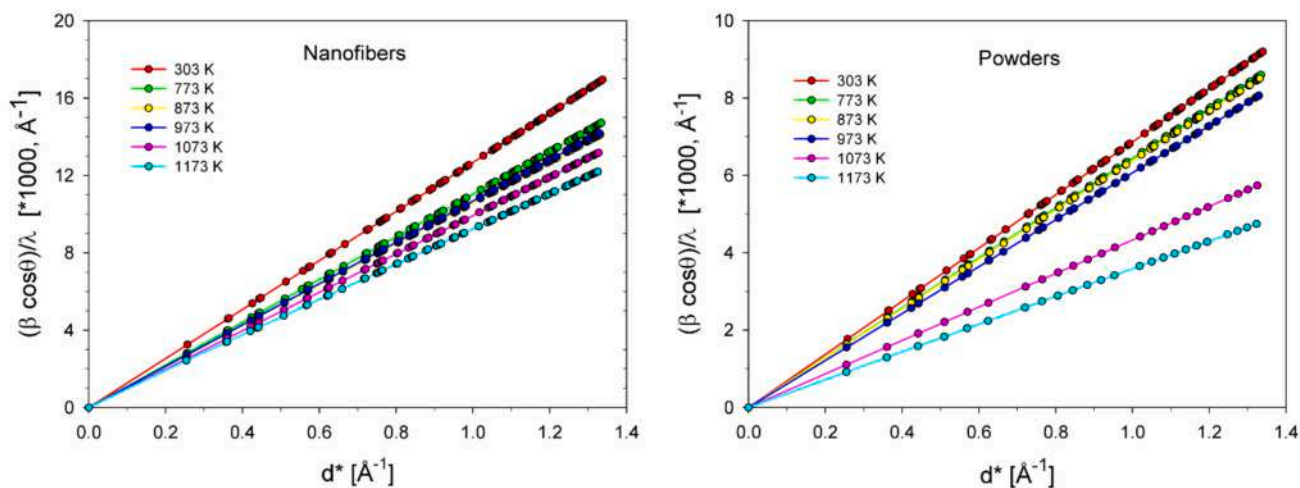 Nanofibers
303 K
773 K
873 K
973 K
1073 K
1173 K
20
16
12
8
4
0
0.0 0.2 0.4 0.6 0.8 1.0 1.2 1.4
(β cosθ)/λ [*1000, Å⁻¹]
d* [Å⁻¹]
Powders
303 K
773 K
873 K
973 K
1073 K
1173 K
10
8
6
4
2
0
0.0 0.2 0.4 0.6 0.8 1.0 1.2 1.4
(β cosθ)/λ [*1000, Å⁻¹]
d* [Å⁻¹]